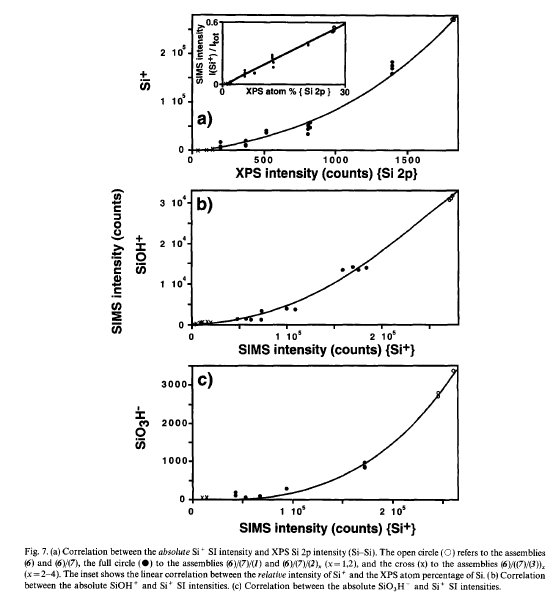 0.6
SIMS intensity
I(Si⁺) / Itot
0
0
XPS atom % { Si 2p }
30
Si⁺
2 10⁵
1 10⁵
0
a)
0
500
1000
1500
XPS intensity (counts) {Si 2p}
SIMS intensity (counts)
SiOH⁺
3 10⁴
2 10⁴
1 10⁴
0
b)
0
1 10⁵
2 10⁵
SIMS intensity (counts) {Si⁺}
SiO₃H⁻
3000
2000
1000
0
c)
0
1 10⁵
2 10⁵
SIMS intensity (counts) {Si⁺}
Fig. 7. (a) Correlation between the absolute Si⁺ SI intensity and XPS Si 2p intensity (Si–Si). The open circle (○) refers to the assemblies
(6) and (6)/(7), the full circle (●) to the assemblies (6)/(7)/(1) and (6)/(7)/(2)ₓ (x=1,2), and the cross (x) to the assemblies (6)/((7)/(3))ₓ
(x=2–4). The inset shows the linear correlation between the relative intensity of Si⁺ and the XPS atom percentage of Si. (b) Correlation
between the absolute SiOH⁺ and Si⁺ SI intensities. (c) Correlation between the absolute SiO₃H⁻ and Si⁺ SI intensities.